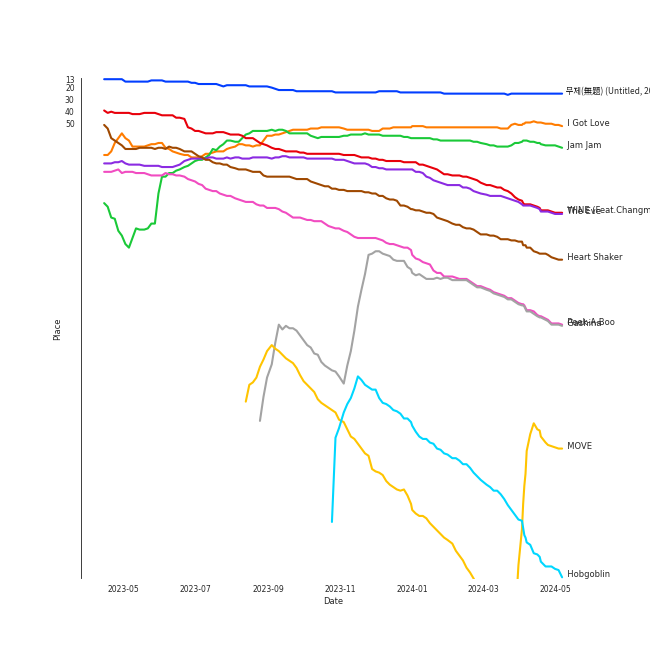 13
20
30
40
50
Place
무제(無題) (Untitled, 20
I Got Love
Jam Jam
WINE (Feat.Changm
The Eve
Heart Shaker
Peek-A-Boo
Gashina
MOVE
Hobgoblin
2023-05
2023-07
2023-09
2023-11
2024-01
2024-03
2024-05
Date